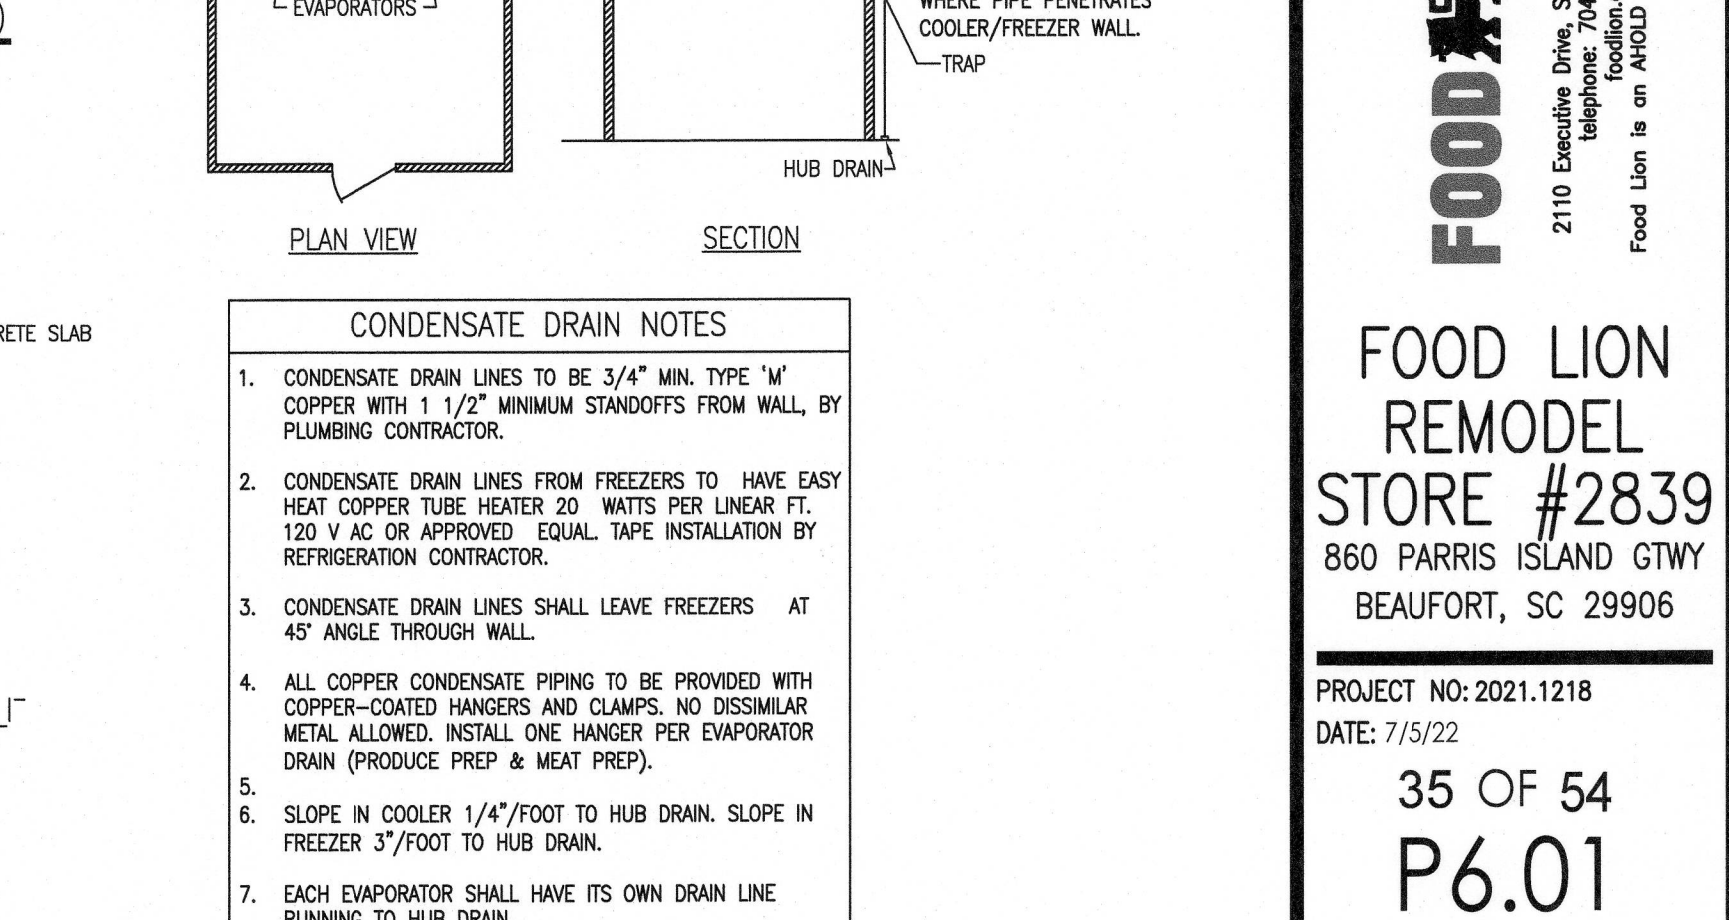 EVAPORATORS
WHERE PIPE PENETRATES
COOLER/FREEZER WALL.
TRAP
HUB DRAIN
PLAN VIEW
SECTION
RETE SLAB
CONDENSATE DRAIN NOTES
1. CONDENSATE DRAIN LINES TO BE 3/4" MIN. TYPE 'M'
COPPER WITH 1 1/2" MINIMUM STANDOFFS FROM WALL, BY
PLUMBING CONTRACTOR.
2. CONDENSATE DRAIN LINES FROM FREEZERS TO HAVE EASY
HEAT COPPER TUBE HEATER 20 WATTS PER LINEAR FT.
120 V AC OR APPROVED EQUAL. TAPE INSTALLATION BY
REFRIGERATION CONTRACTOR.
3. CONDENSATE DRAIN LINES SHALL LEAVE FREEZERS AT
45° ANGLE THROUGH WALL.
4. ALL COPPER CONDENSATE PIPING TO BE PROVIDED WITH
COPPER-COATED HANGERS AND CLAMPS. NO DISSIMILAR
METAL ALLOWED. INSTALL ONE HANGER PER EVAPORATOR
DRAIN (PRODUCE PREP & MEAT PREP).
5.
6. SLOPE IN COOLER 1/4"/FOOT TO HUB DRAIN. SLOPE IN
FREEZER 3"/FOOT TO HUB DRAIN.
7. EACH EVAPORATOR SHALL HAVE ITS OWN DRAIN LINE
RUNNING TO HUB DRAIN
FOOD
2110 Executive Drive, S
telephone: 704
foodlion.
Food Lion is an AHOLD
FOOD LION
REMODEL
STORE #2839
860 PARRIS ISLAND GTWY
BEAUFORT, SC 29906
PROJECT NO: 2021.1218
DATE: 7/5/22
35 OF 54
P6.01